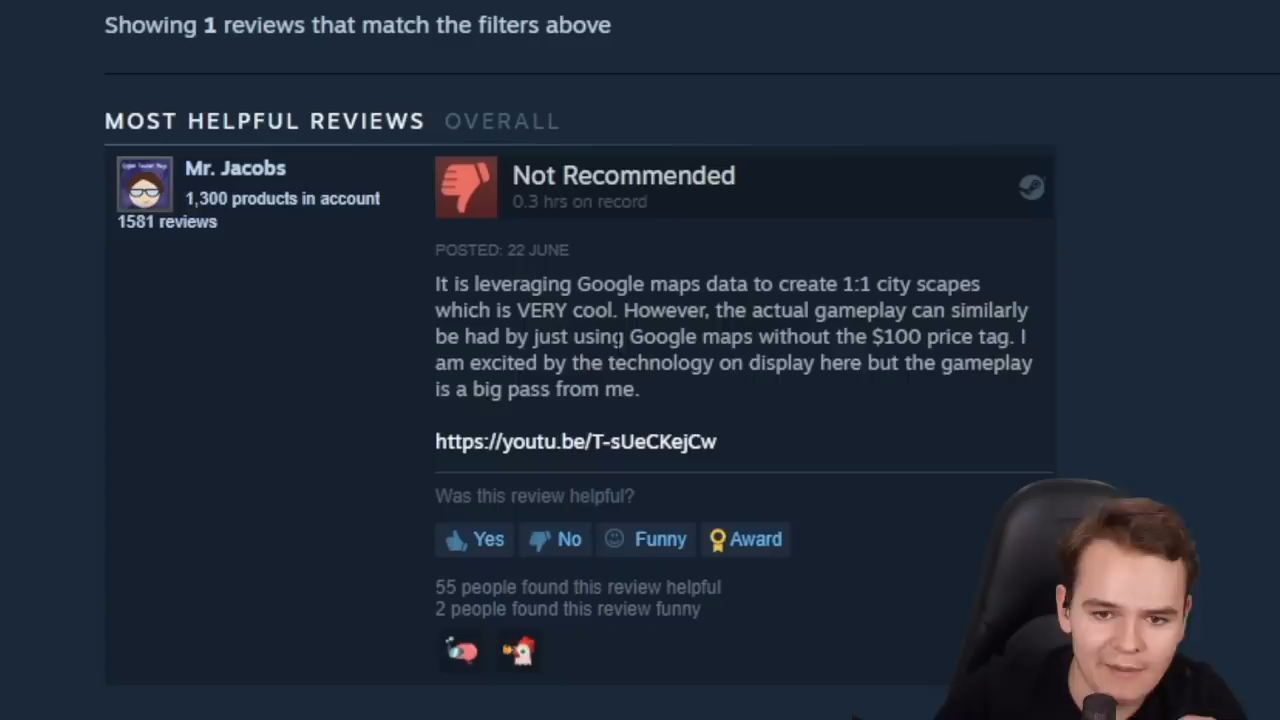 Showing 1 reviews that match the filters above
MOST HELPFUL REVIEWS OVERALL
Mr. Jacobs
1,300 products in account
1581 reviews
Not Recommended
0.3 hrs on record
POSTED: 22 JUNE
It is leveraging Google maps data to create 1:1 city scapes
which is VERY cool. However, the actual gameplay can similarly
be had by just using Google maps without the $100 price tag. I
am excited by the technology on display here but the gameplay
is a big pass from me.
https://youtu.be/T-sUeCKejCw
Was this review helpful?
Yes No Funny Award
55 people found this review helpful
2 people found this review funny